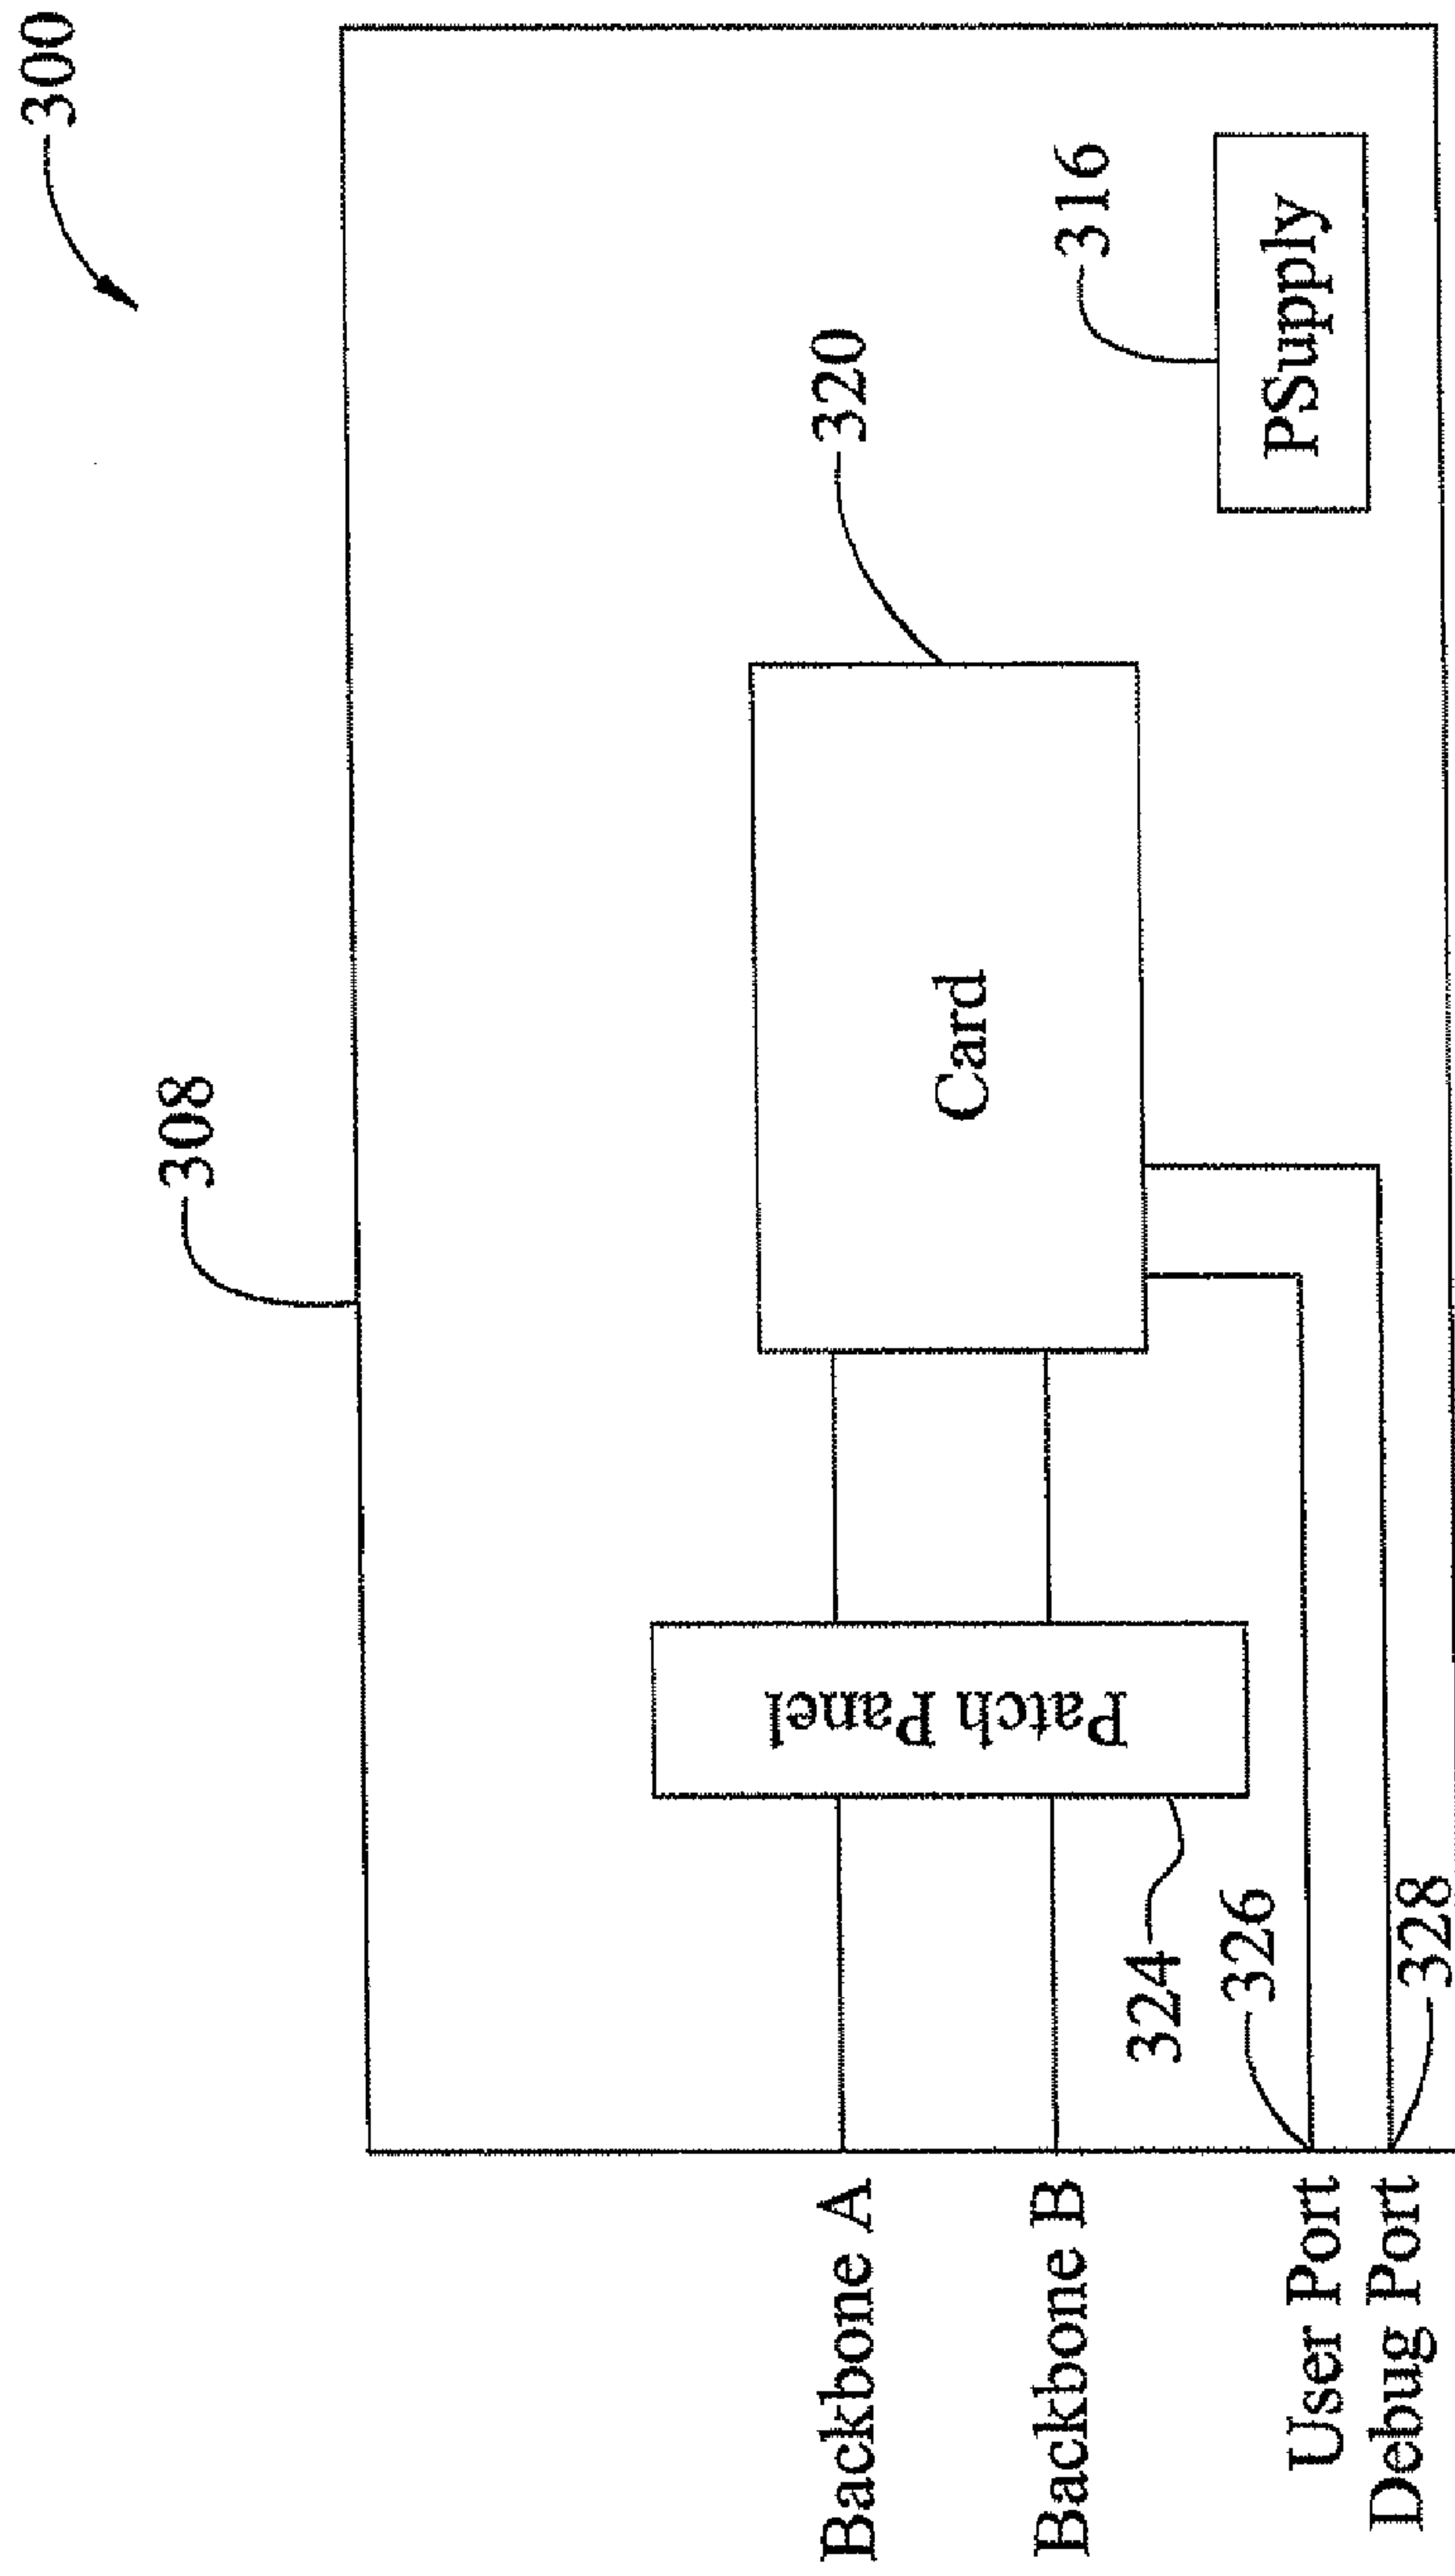 300
308
320
316
Card
PSupply
Patch Panel
324
326
328
Backbone A
Backbone B
User Port
Debug Port